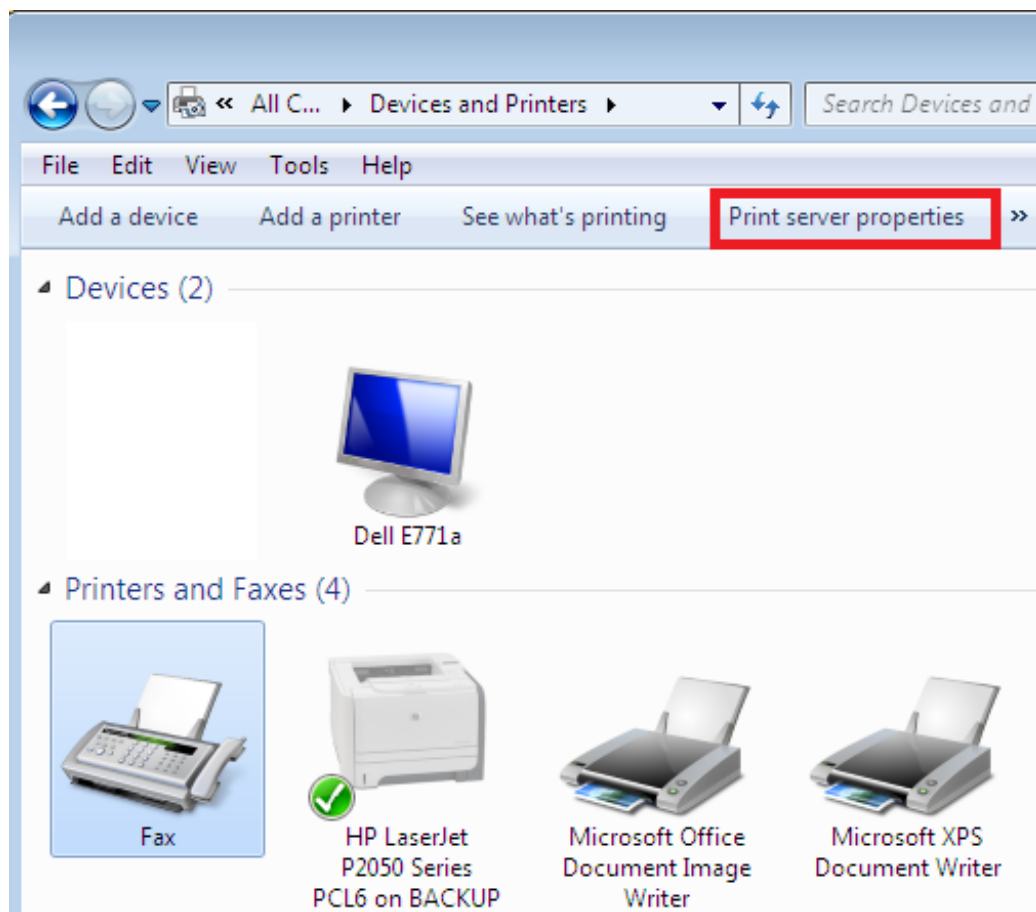 « All C... ▸ Devices and Printers ▸ Search Devices and
File Edit View Tools Help
Add a device Add a printer See what's printing Print server properties »
Devices (2)
Dell E771a
Printers and Faxes (4)
Fax
HP LaserJet
P2050 Series
PCL6 on BACKUP
Microsoft Office
Document Image
Writer
Microsoft XPS
Document Writer